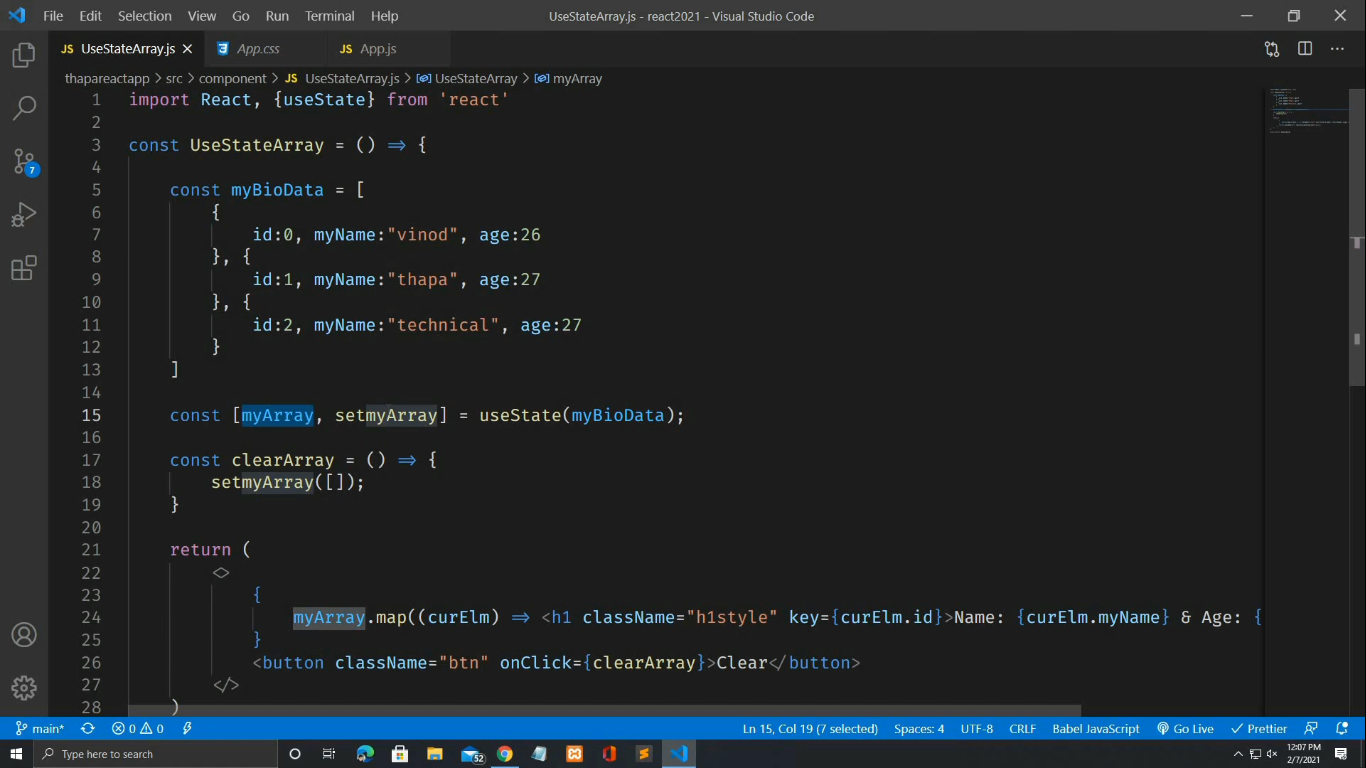 File Edit Selection View Go Run Terminal Help UseStateArray.js - react2021 - Visual Studio Code
JS UseStateArray.js App.css JS App.js
thapareactapp > src > component > JS UseStateArray.js > UseStateArray > myArray
1 import React, {useState} from 'react'
2
3 const UseStateArray = () => {
4
5 const myBioData = [
6 {
7 id:0, myName:"vinod", age:26
8 }, {
9 id:1, myName:"thapa", age:27
10 }, {
11 id:2, myName:"technical", age:27
12 }
13 ]
14
15 const [myArray, setmyArray] = useState(myBioData);
16
17 const clearArray = () => {
18 setmyArray([]);
19 }
20
21 return (
22 <>
23 {
24 myArray.map((curElm) => <h1 className="h1style" key={curElm.id}>Name: {curElm.myName} & Age: {
25 }
26 <button className="btn" onClick={clearArray}>Clear</button>
27 </>
28 )
7
main* 0 0 Ln 15, Col 19 (7 selected) Spaces: 4 UTF-8 CRLF Babel JavaScript Go Live Prettier
Type here to search 52 12:07 PM
2/7/2021